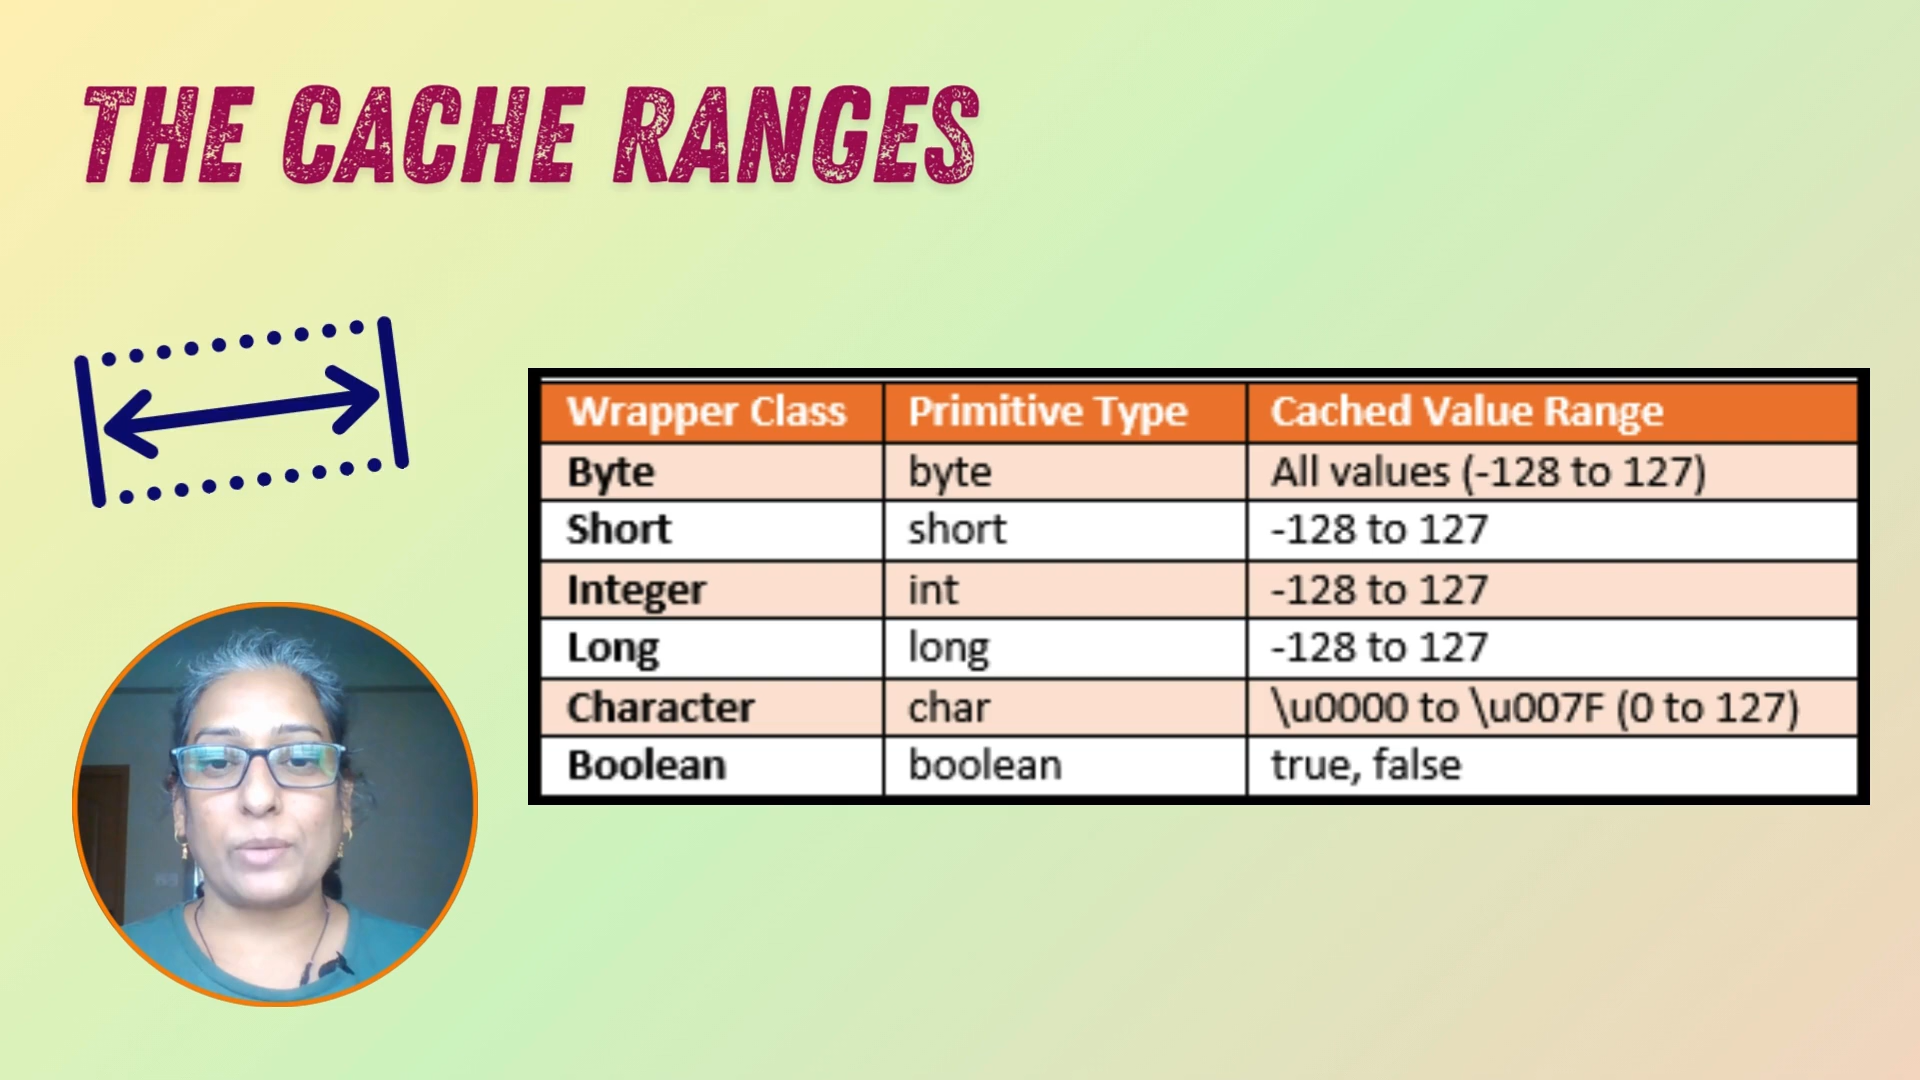 THE CACHE RANGES
Wrapper Class Primitive Type Cached Value Range
Byte byte All values (-128 to 127)
Short short -128 to 127
Integer int -128 to 127
Long long -128 to 127
Character char \u0000 to \u007F (0 to 127)
Boolean boolean true, false